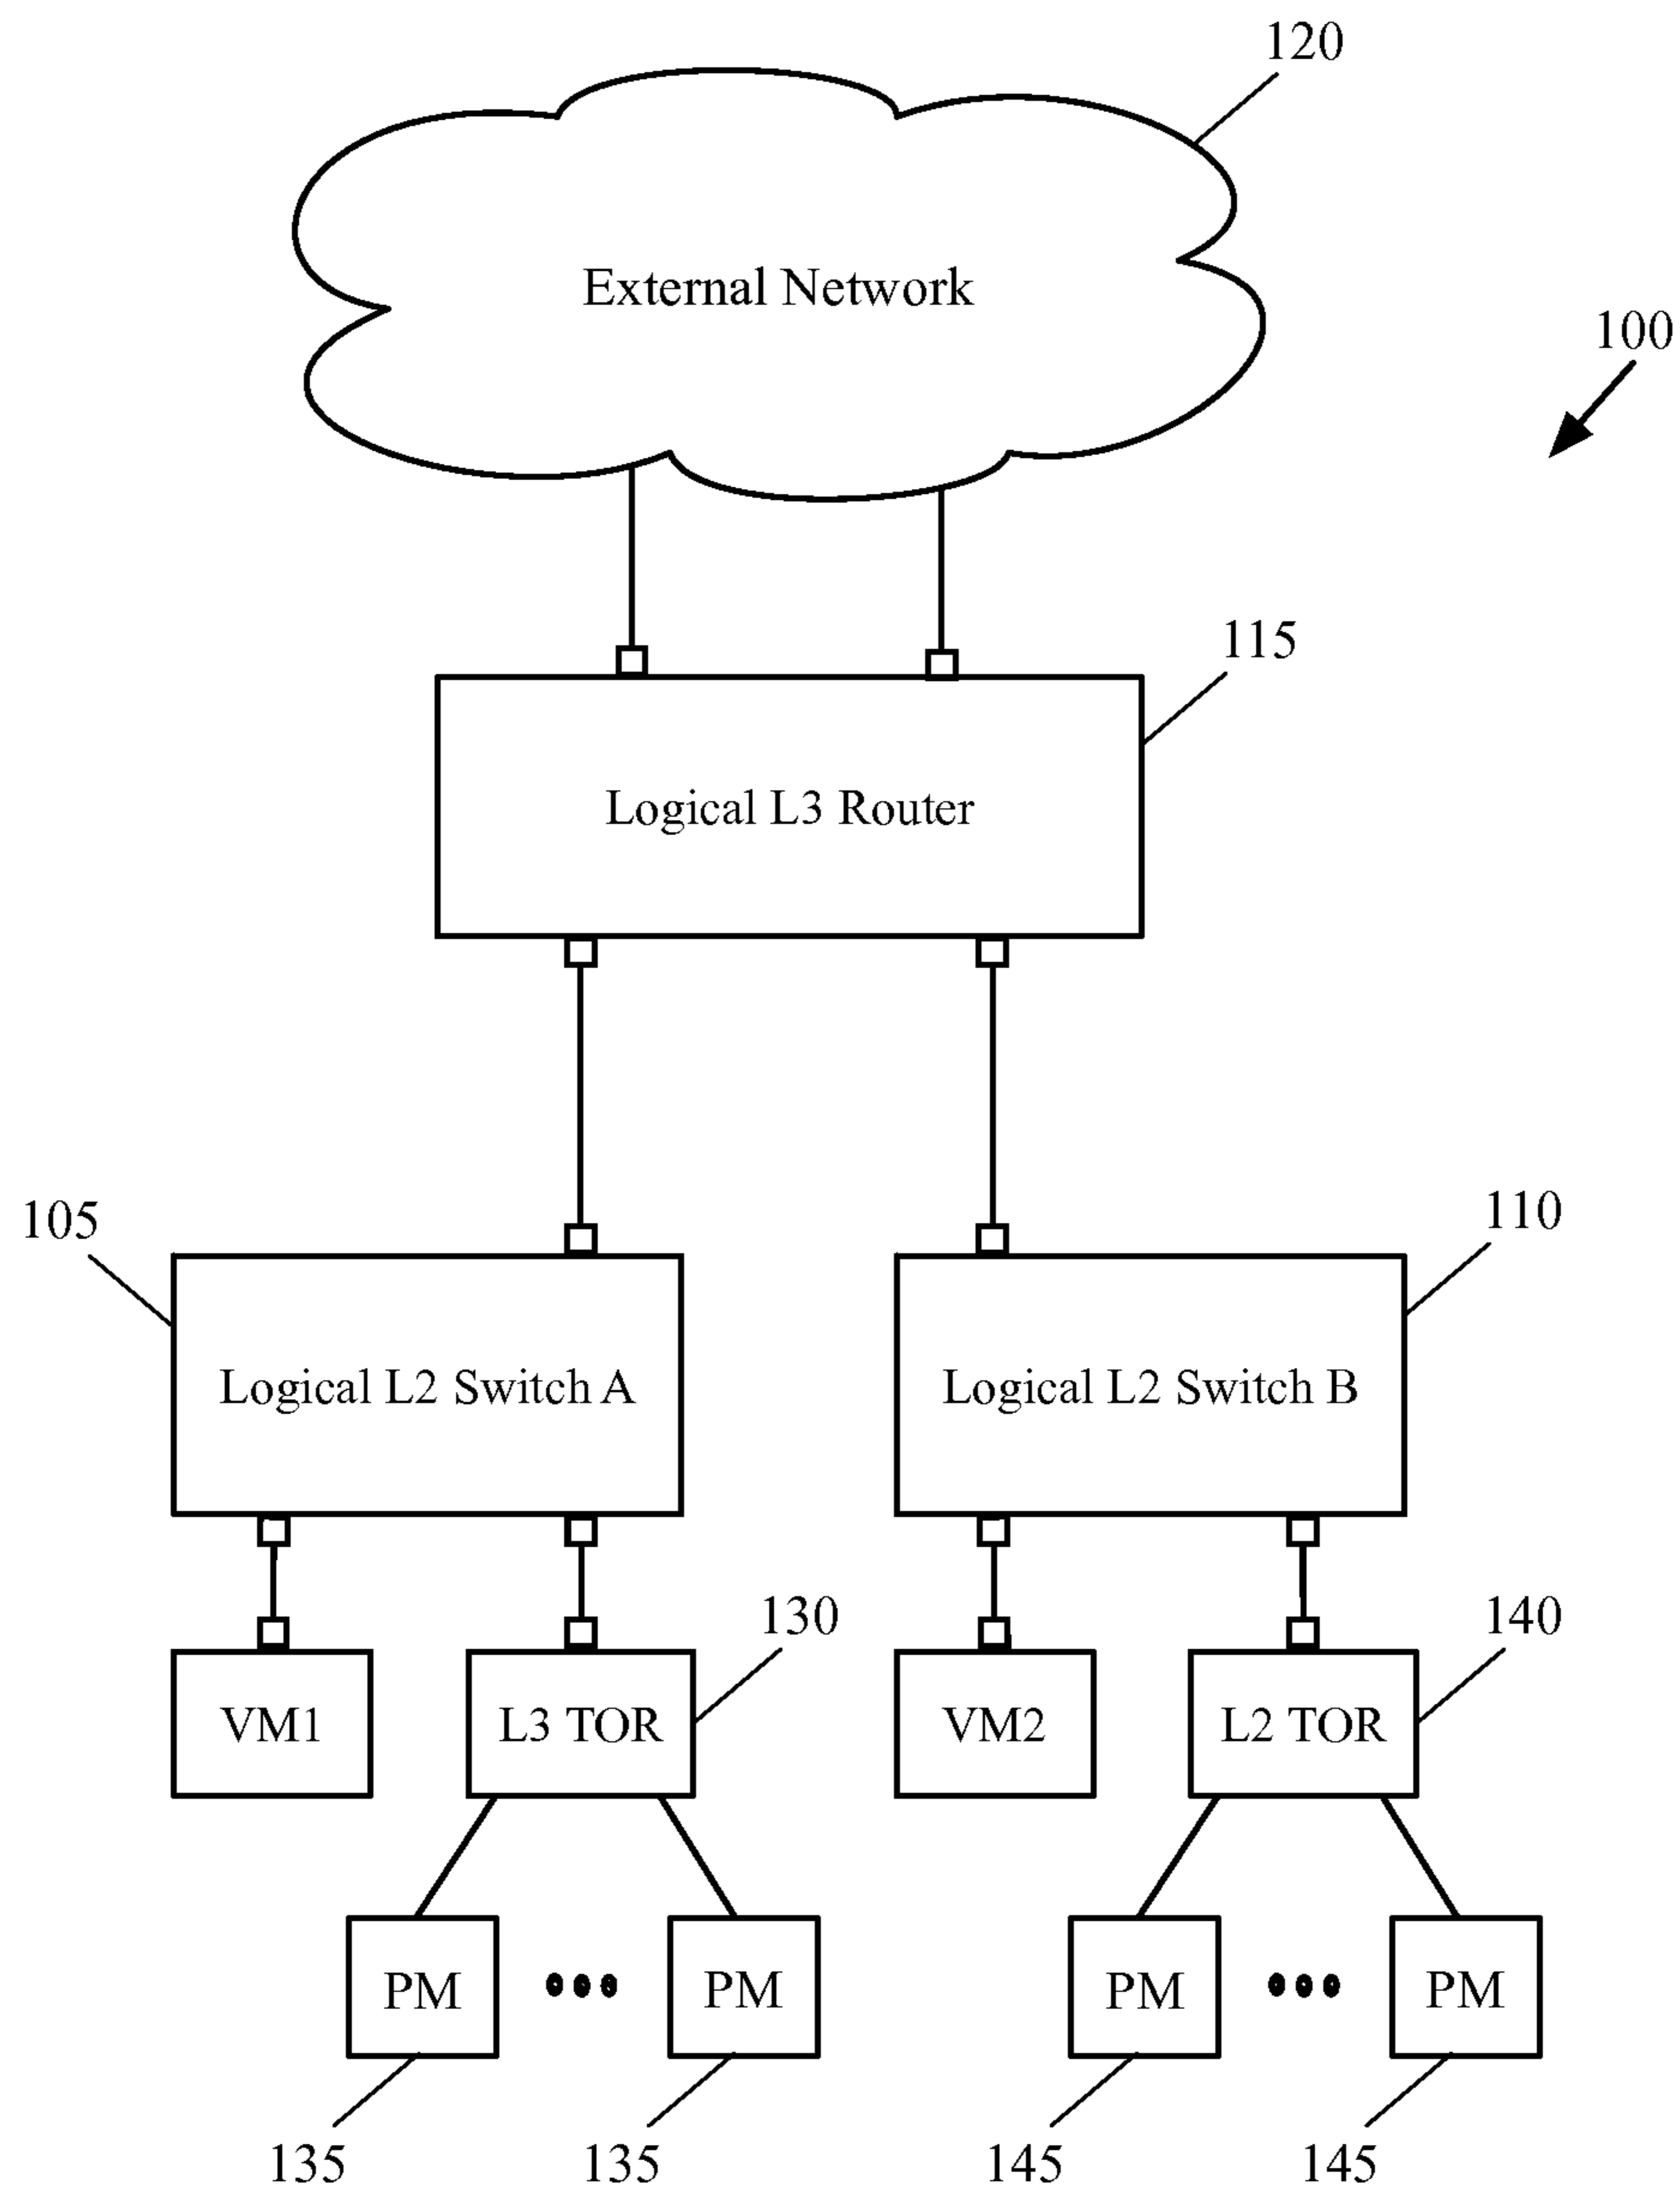 120
External Network
100
115
Logical L3 Router
105
110
Logical L2 Switch A
Logical L2 Switch B
130
140
VM1
L3 TOR
VM2
L2 TOR
PM
PM
PM
PM
135
135
145
145